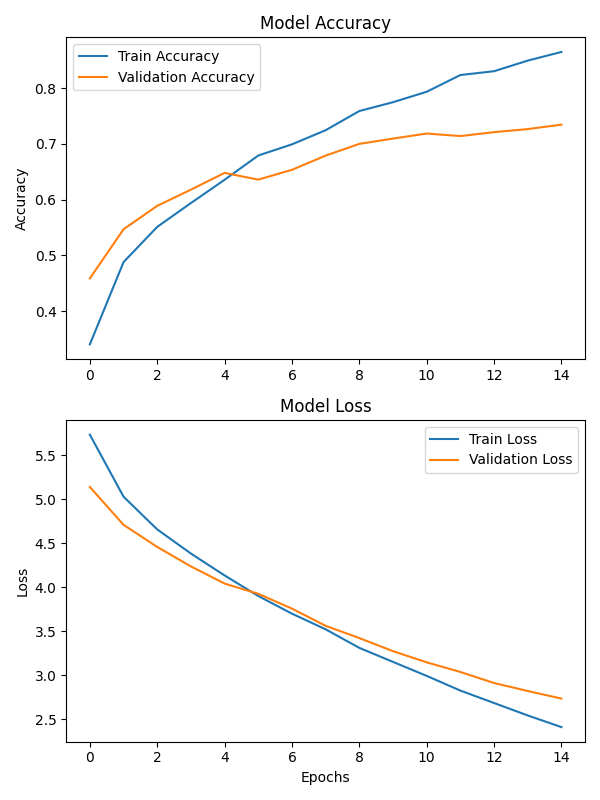 Model Accuracy
Train Accuracy
Validation Accuracy
Accuracy
0.8
0.7
0.6
0.5
0.4
0 2 4 6 8 10 12 14
Model Loss
Train Loss
Validation Loss
Loss
5.5
5.0
4.5
4.0
3.5
3.0
2.5
0 2 4 6 8 10 12 14
Epochs